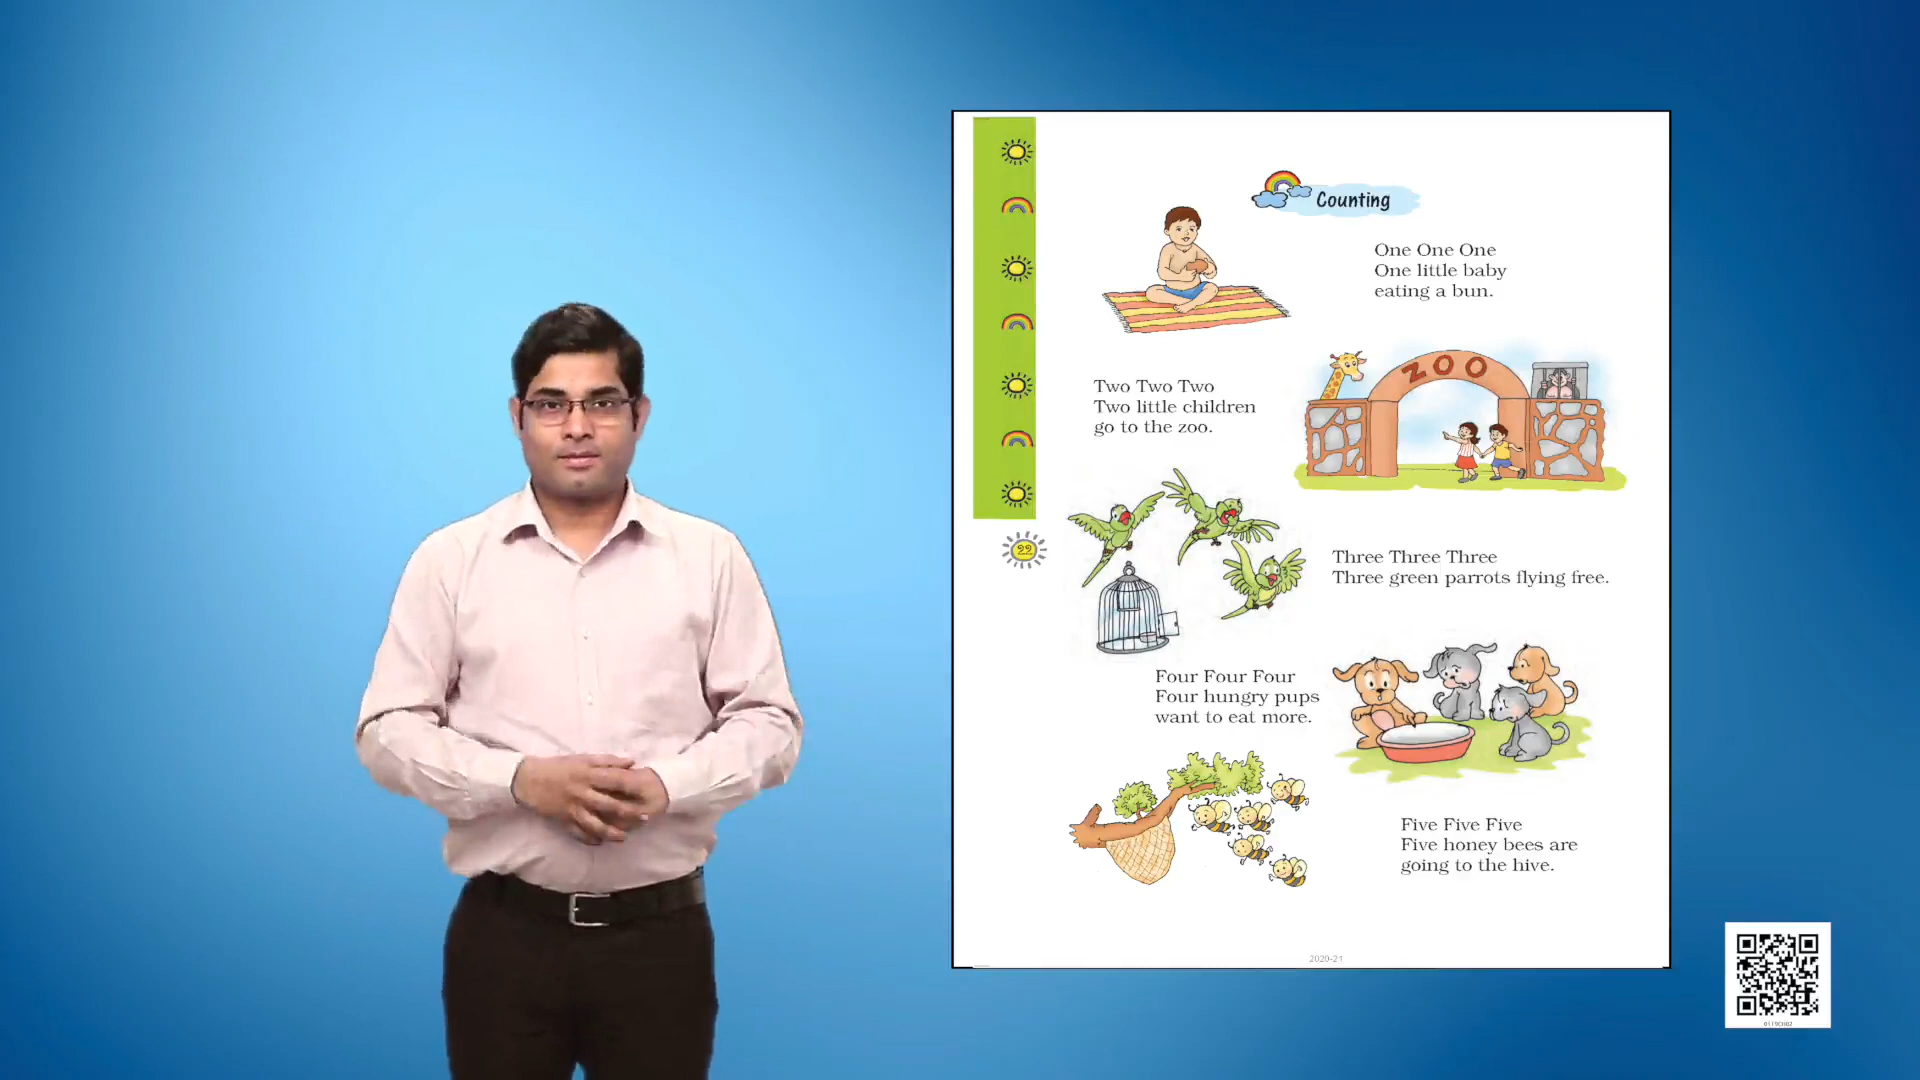 Counting
One One One
One little baby
eating a bun.
ZOO
Two Two Two
Two little children
go to the zoo.
22
Three Three Three
Three green parrots flying free.
Four Four Four
Four hungry pups
want to eat more.
Five Five Five
Five honey bees are
going to the hive.
2020-21